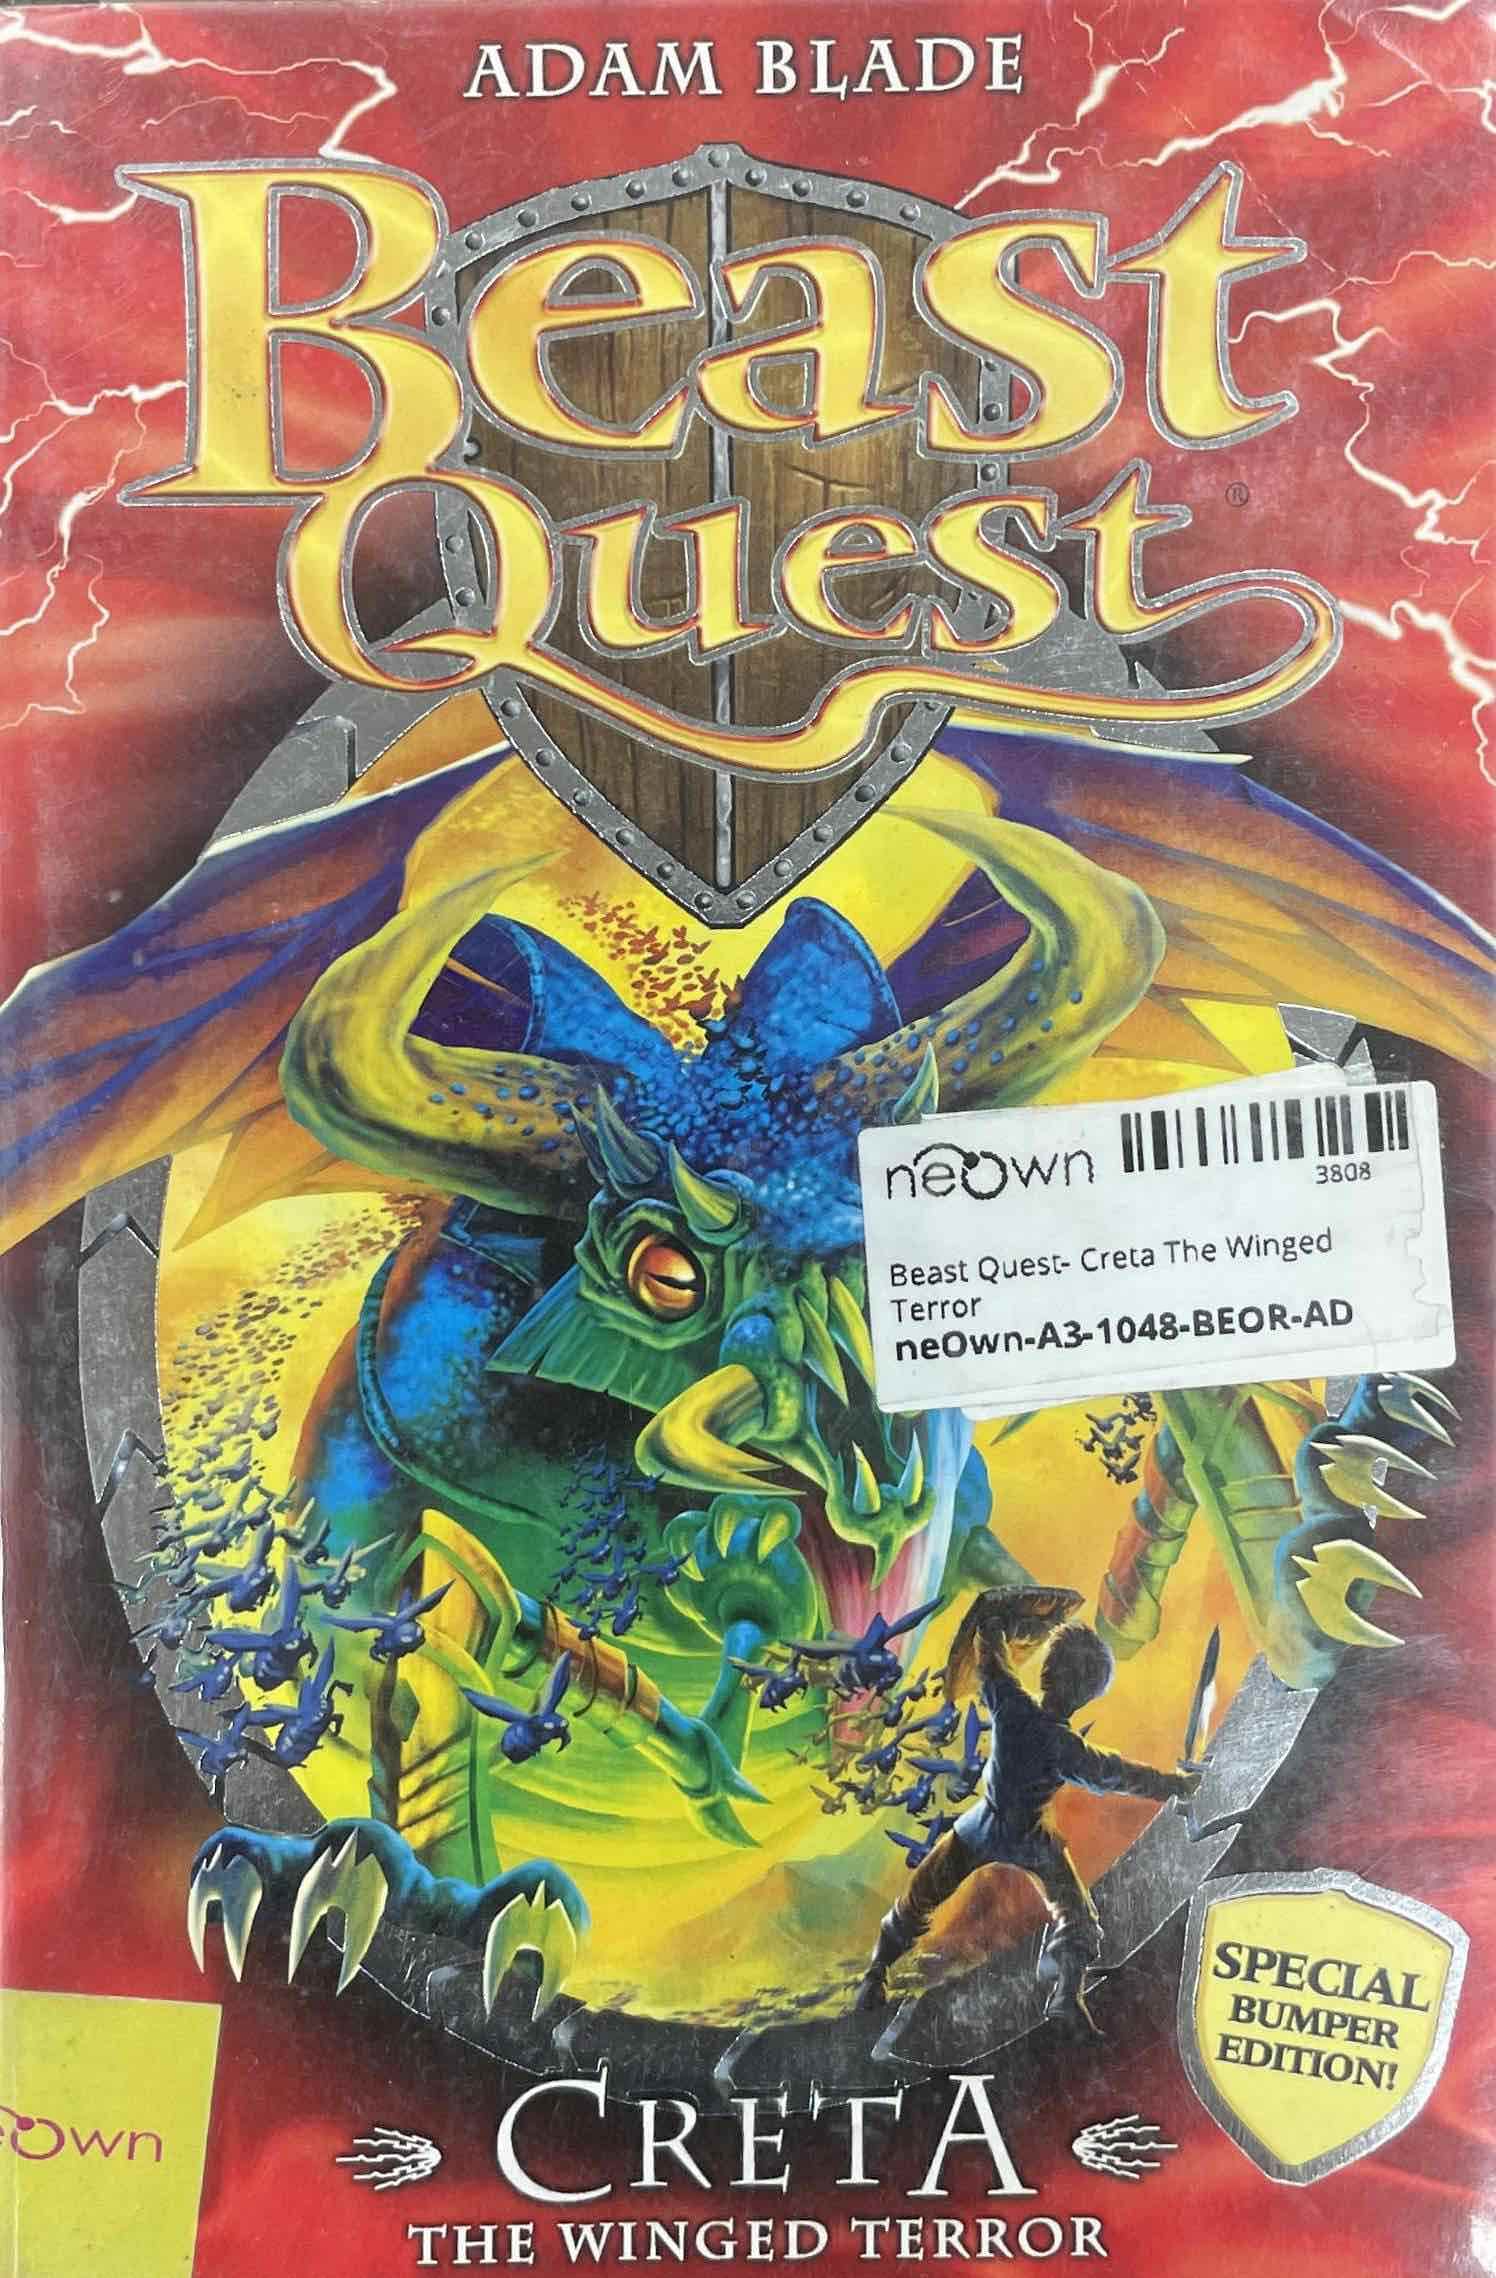 ADAM BLADE
Beast
Quest
®
neOwn
3808
Beast Quest- Creta The Winged
Terror
neOwn-A3-1048-BEOR-AD
SPECIAL
BUMPER
EDITION!
eOwn
CRETA
THE WINGED TERROR